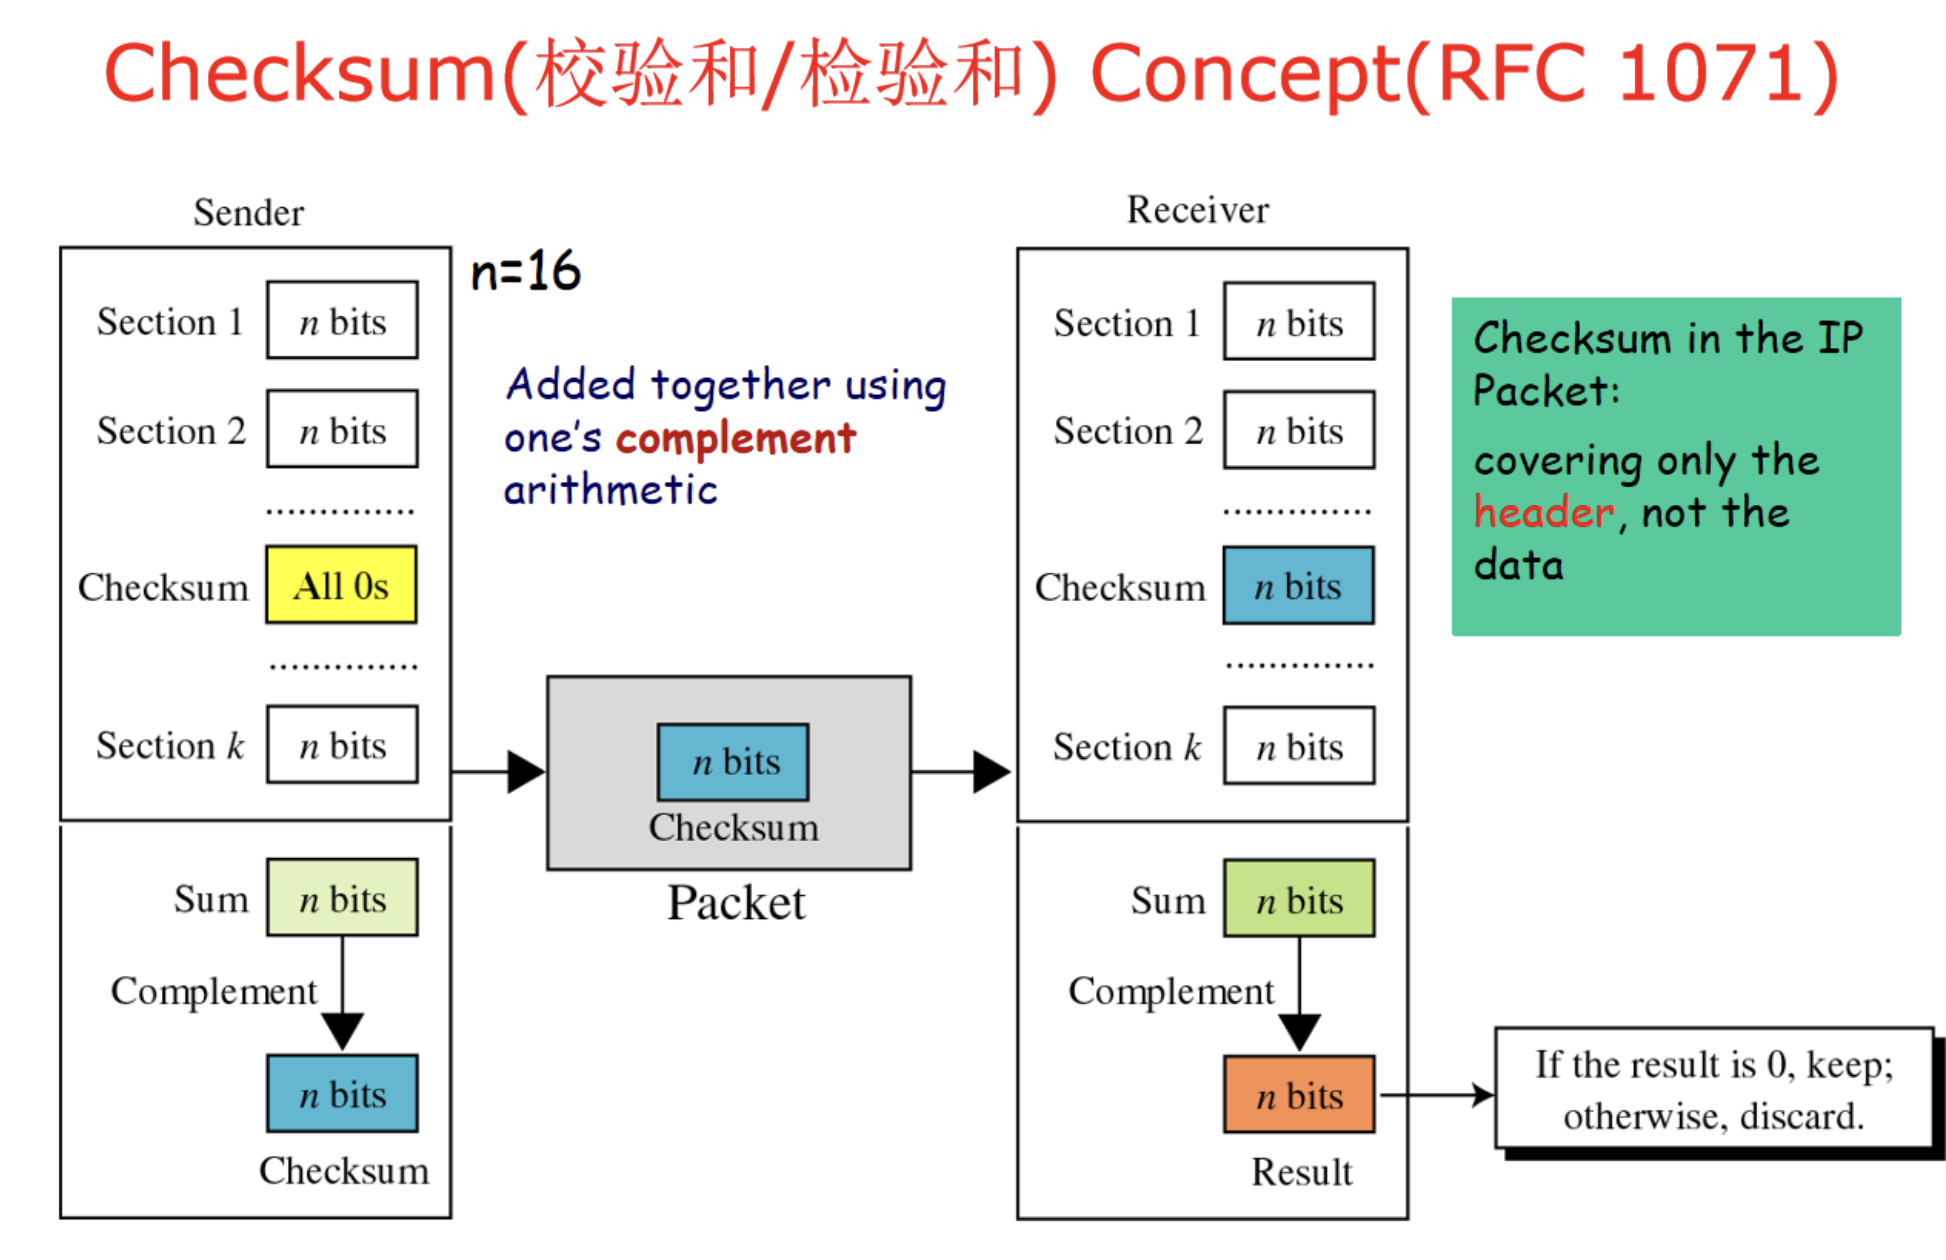 Checksum(校验和/检验和) Concept(RFC 1071)
Sender
n=16
Section 1 n bits
Section 2 n bits
Checksum All 0s
Section k n bits
Sum n bits
Complement
n bits
Checksum
Added together using
one's complement
arithmetic
n bits
Checksum
Packet
Receiver
Section 1 n bits
Section 2 n bits
Checksum n bits
Section k n bits
Sum n bits
Complement
n bits
Result
If the result is 0, keep;
otherwise, discard.
Checksum in the IP
Packet:
covering only the
header, not the
data